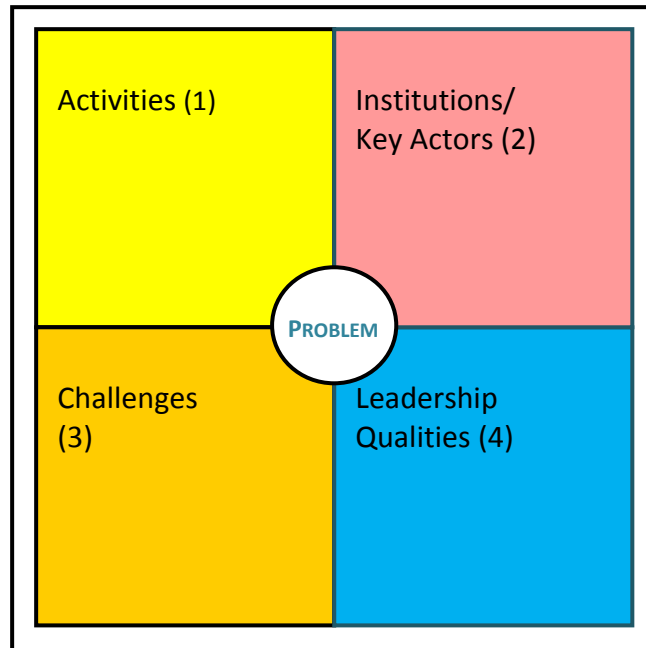 Activities (1)
Institutions/
Key Actors (2)
PROBLEM
Challenges
(3)
Leadership
Qualities (4)